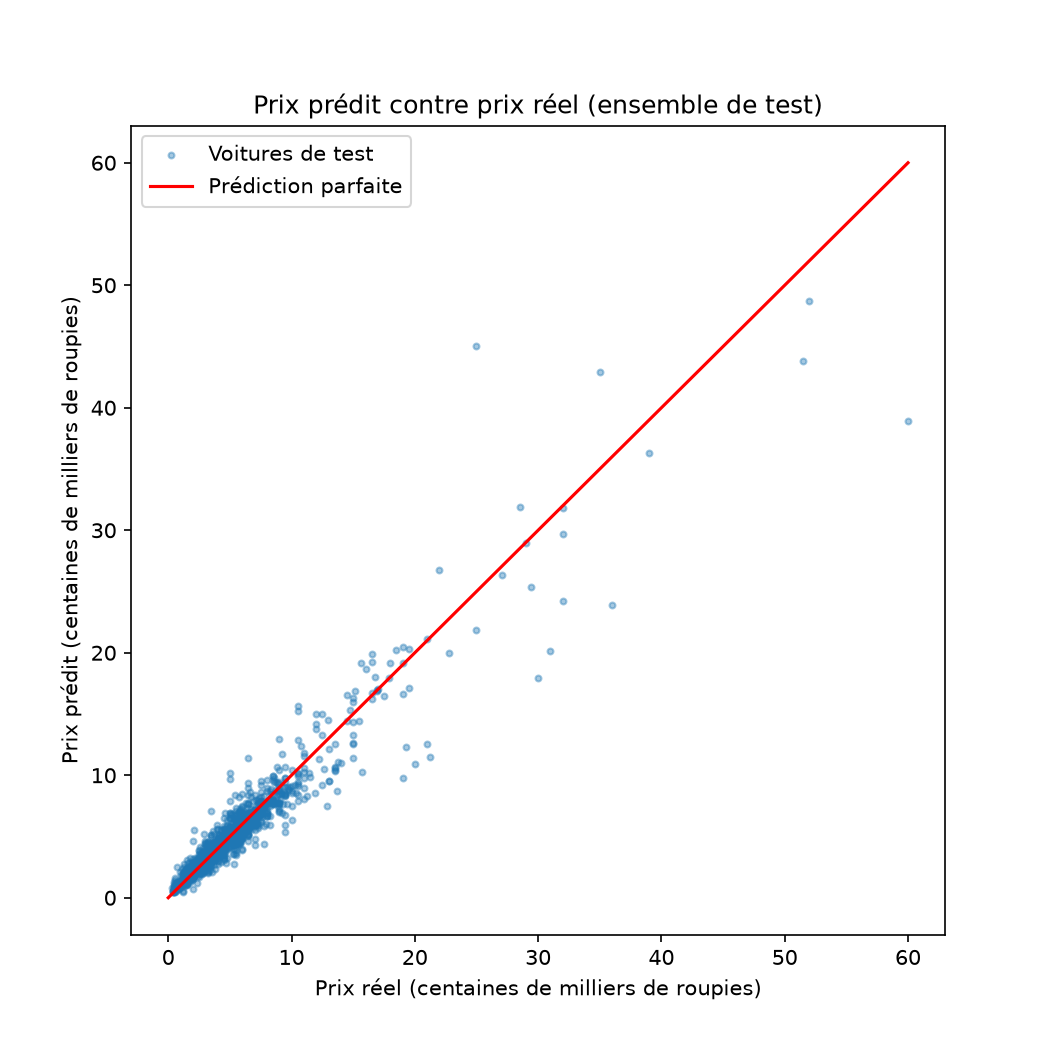 Prix prédit contre prix réel (ensemble de test)
Voitures de test
Prédiction parfaite
60
50
40
30
20
10
0
Prix prédit (centaines de milliers de roupies)
0 10 20 30 40 50 60
Prix réel (centaines de milliers de roupies)